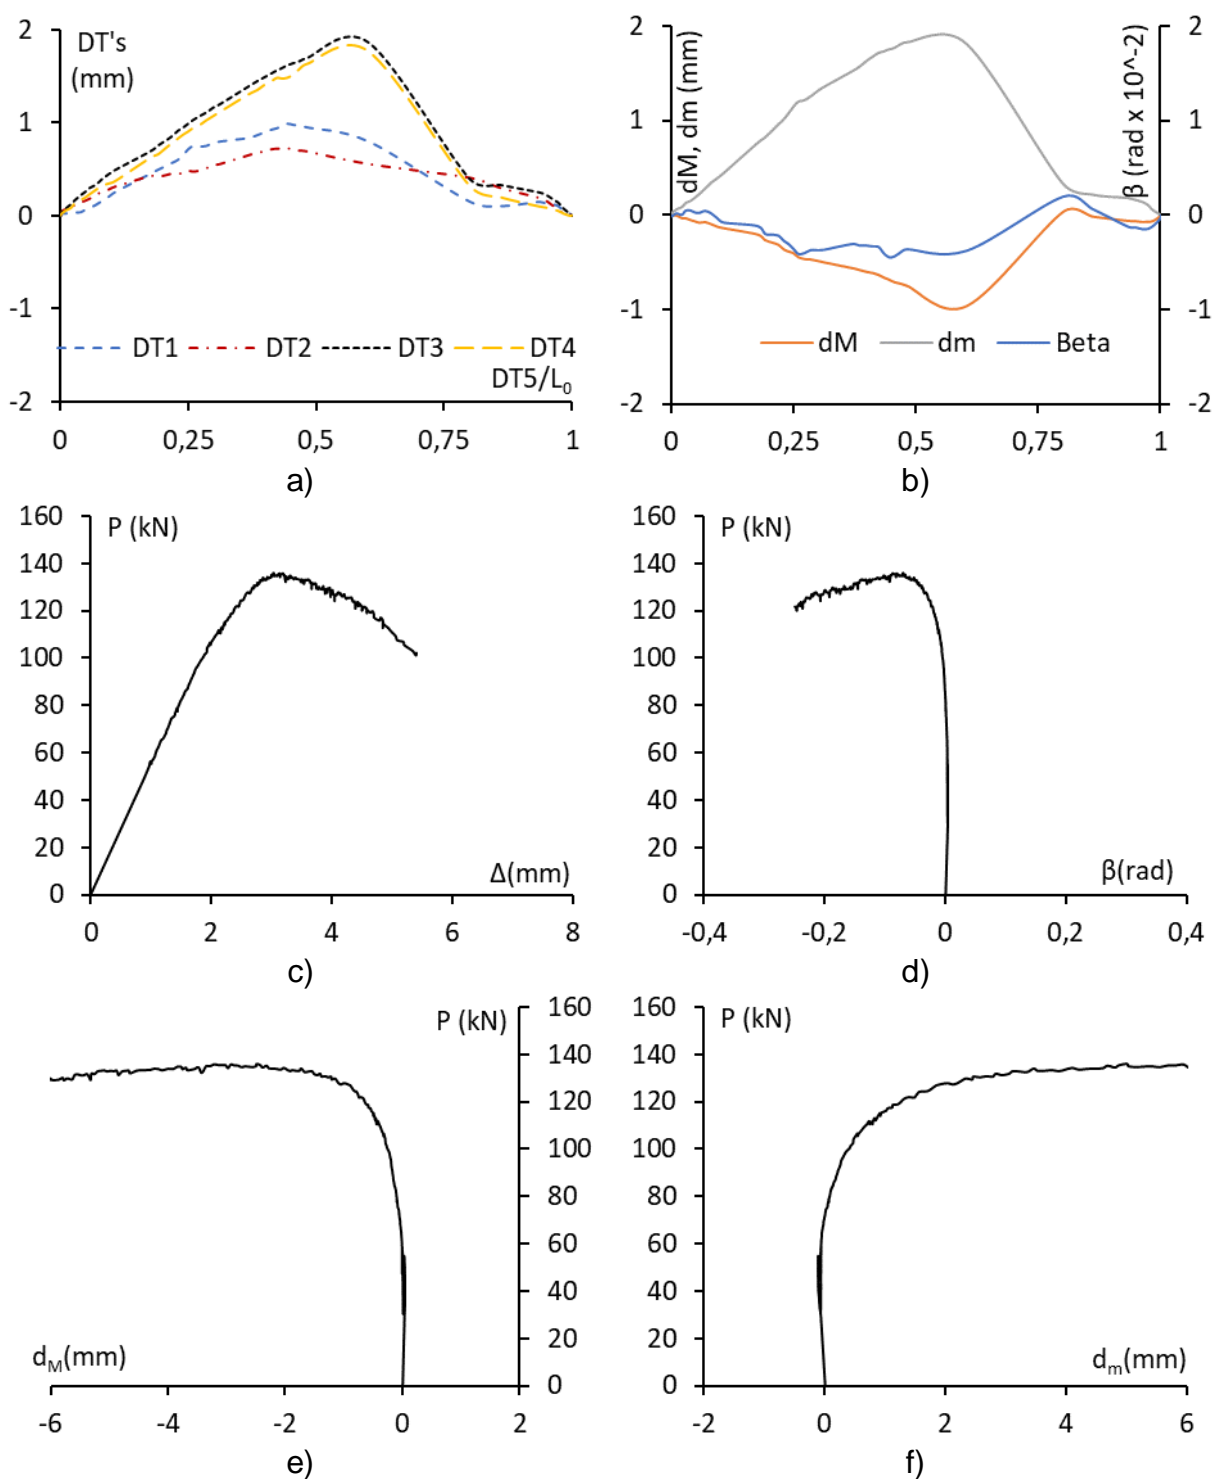 DT's
(mm)
2
1
0
-1
-2
DT1 DT2 DT3 DT4
DT5/L₀
0 0,25 0,5 0,75 1
a)
dM, dm (mm)
β (rad x 10^-2)
2
1
0
-1
-2
2
1
0
-1
-2
dM dm Beta
0 0,25 0,5 0,75 1
b)
P (kN)
160
140
120
100
80
60
40
20
0
Δ(mm)
0 2 4 6 8
c)
P (kN)
160
140
120
100
80
60
40
20
0
β(rad)
-0,4 -0,2 0 0,2 0,4
d)
P (kN)
160
140
120
100
80
60
40
20
0
d_M(mm)
-6 -4 -2 0 2
e)
P (kN)
160
140
120
100
80
60
40
20
0
d_m(mm)
-2 0 2 4 6
f)